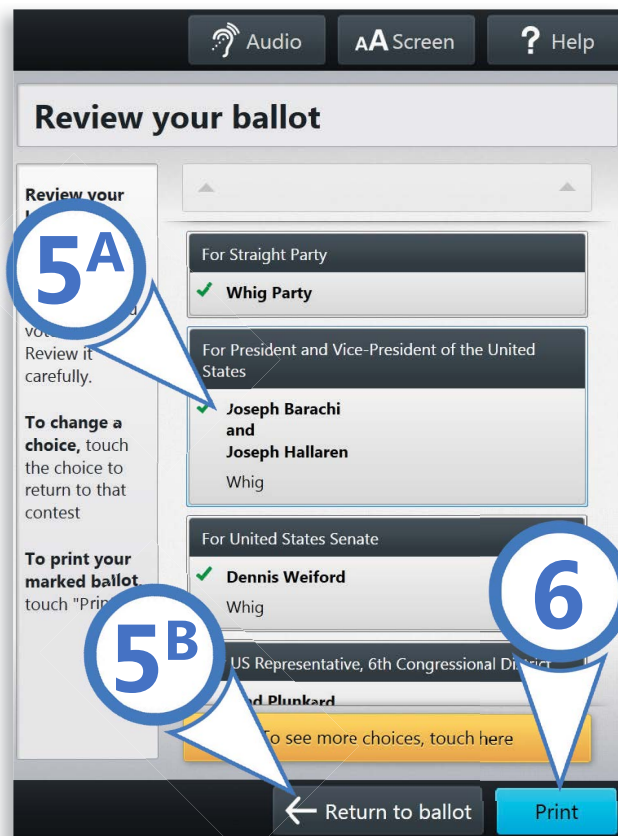 Audio
AA Screen
? Help
Review your ballot
Review your
5A
Review it
carefully.
To change a
choice, touch
the choice to
return to that
contest
To print your
marked ballot,
touch
For Straight Party
Whig Party
For President and Vice-President of the United
States
Joseph Barachi
and
Joseph Hallaren
Whig
For United States Senate
Dennis Weiford
Whig
US Representative, 6th Congressional District
Plunkard
5B
6
To see more choices, touch here
Return to ballot
Print